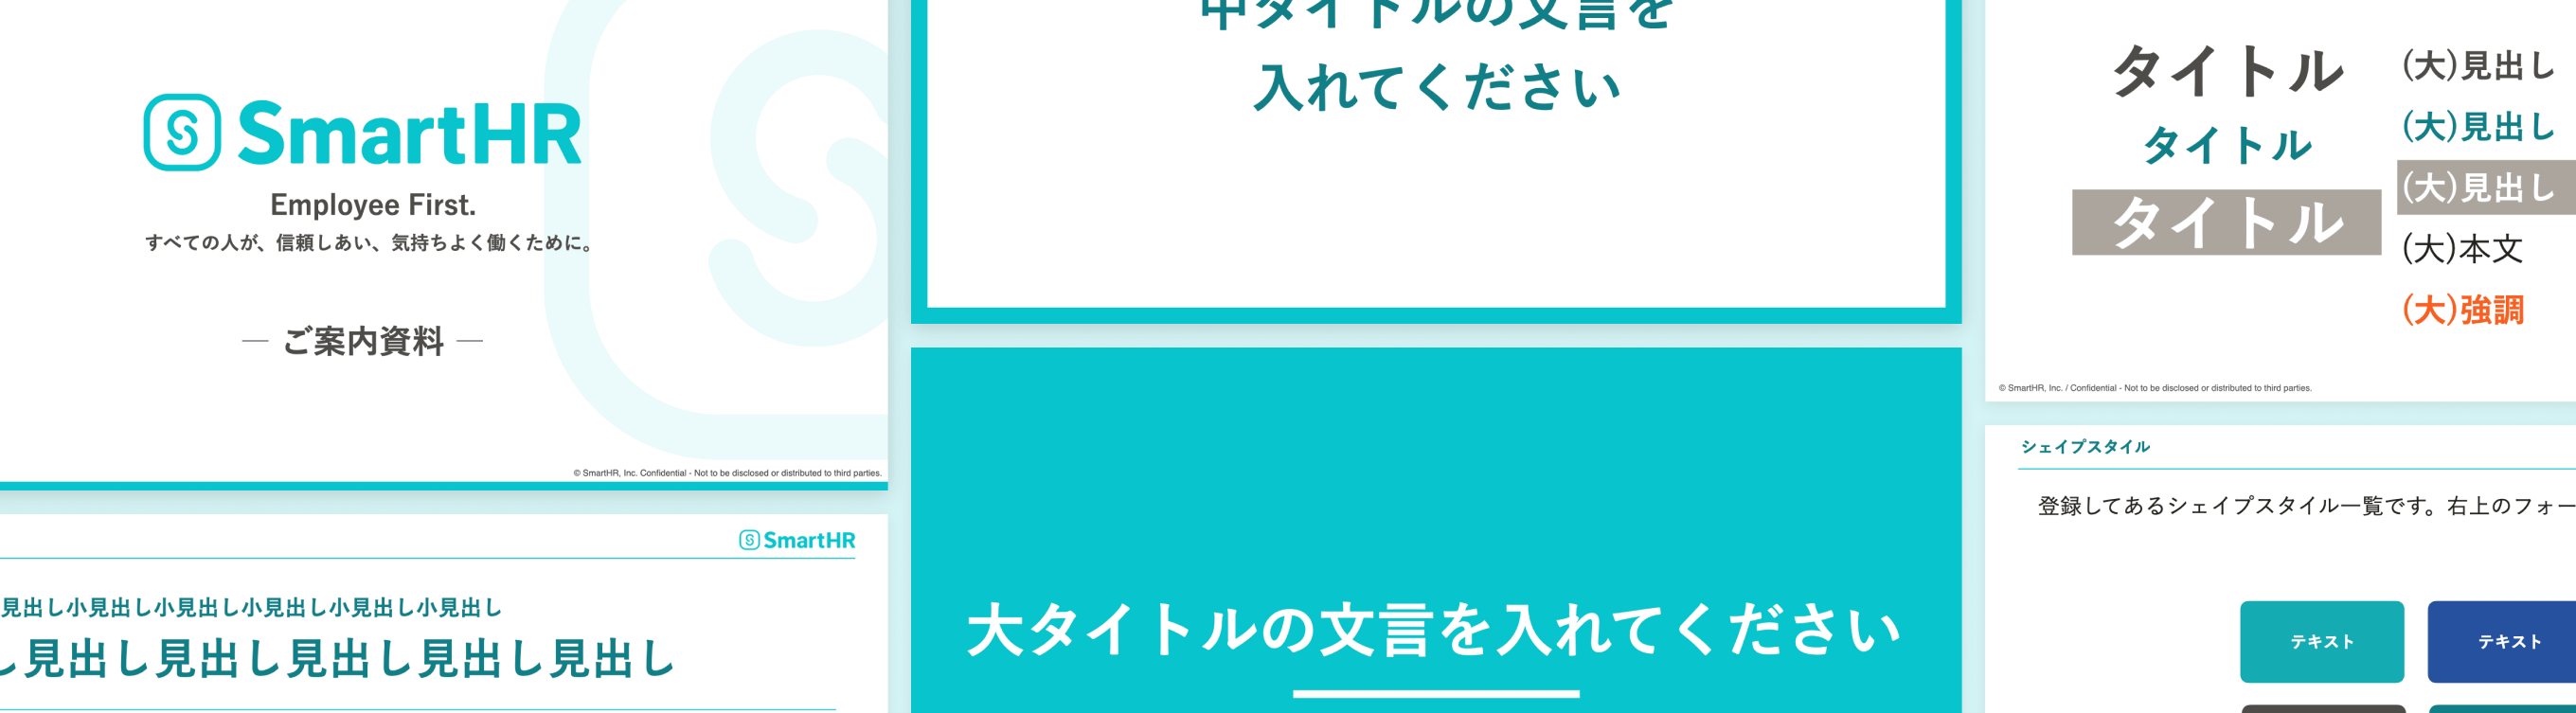 SmartHR
Employee First.
すべての人が、信頼しあい、気持ちよく働くために。
― ご案内資料 ―
© SmartHR, Inc. Confidential - Not to be disclosed or distributed to third parties.
SmartHR
見出し小見出し小見出し小見出し小見出し小見出し
し見出し見出し見出し見出し見出し
中タイトルの文言を
入れてください
大タイトルの文言を入れてください
タイトル
タイトル
タイトル
(大)見出し
(大)見出し
(大)見出し
(大)本文
(大)強調
© SmartHR, Inc. / Confidential - Not to be disclosed or distributed to third parties.
シェイプスタイル
登録してあるシェイプスタイル一覧です。右上のフォー
テキスト
テキスト